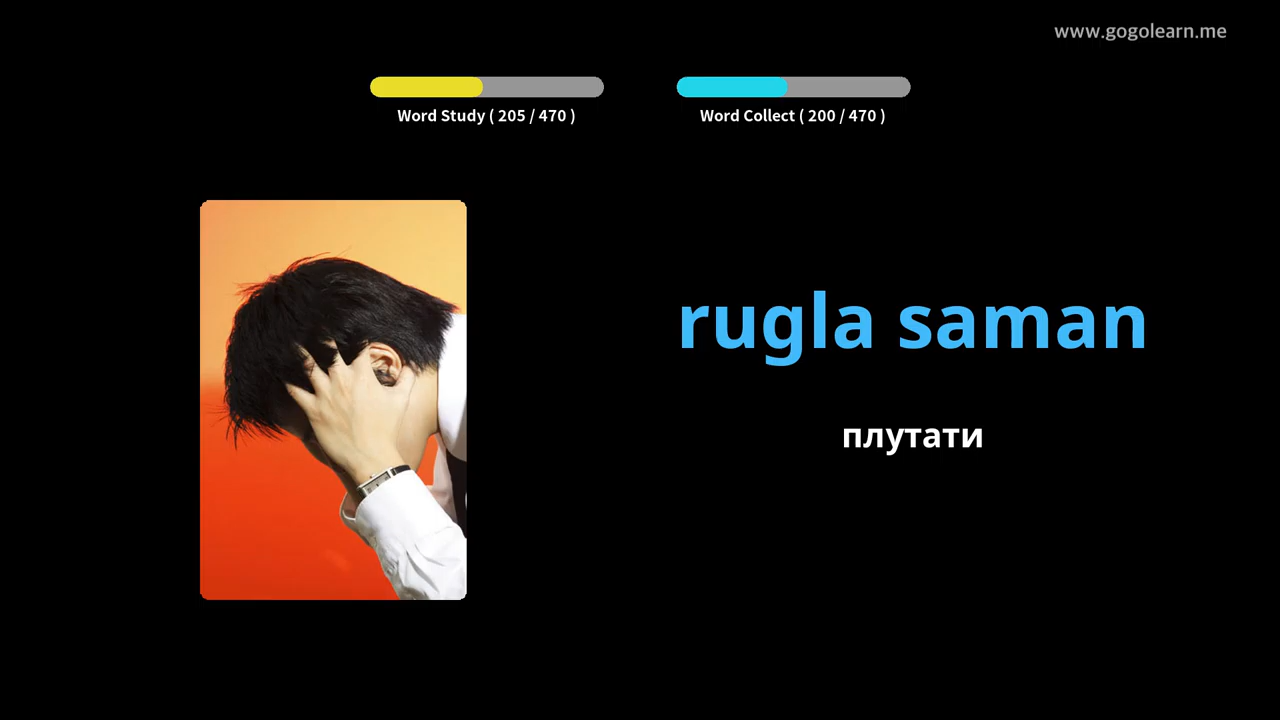 www.gogolearn.me
Word Study ( 205 / 470 )
Word Collect ( 200 / 470 )
rugla saman
плутати